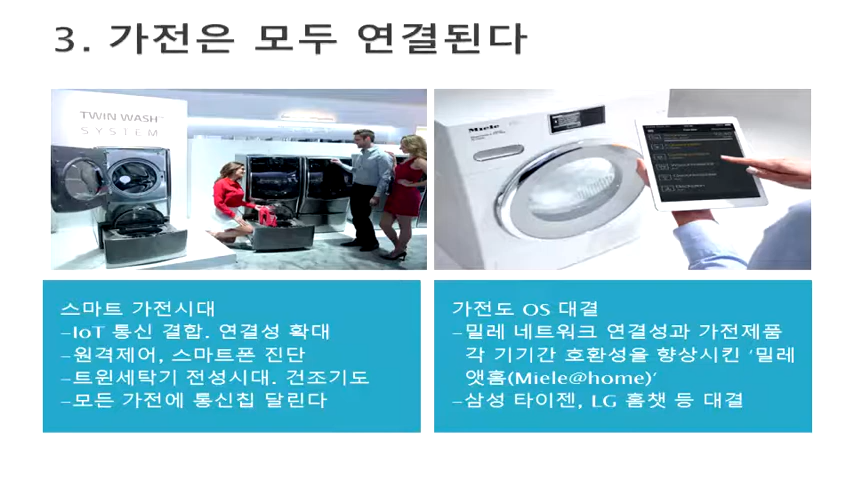 3. 가전은 모두 연결된다
TWIN WASH
SYSTEM
Miele
스마트 가전시대
-IoT 통신 결합. 연결성 확대
-원격제어, 스마트폰 진단
-트윈세탁기 전성시대. 건조기도
-모든 가전에 통신칩 달린다
가전도 OS 대결
-밀레 네트워크 연결성과 가전제품
각 기기간 호환성을 향상시킨 ‘밀레
앳홈(Miele@home)’
-삼성 타이젠, LG 홈챗 등 대결